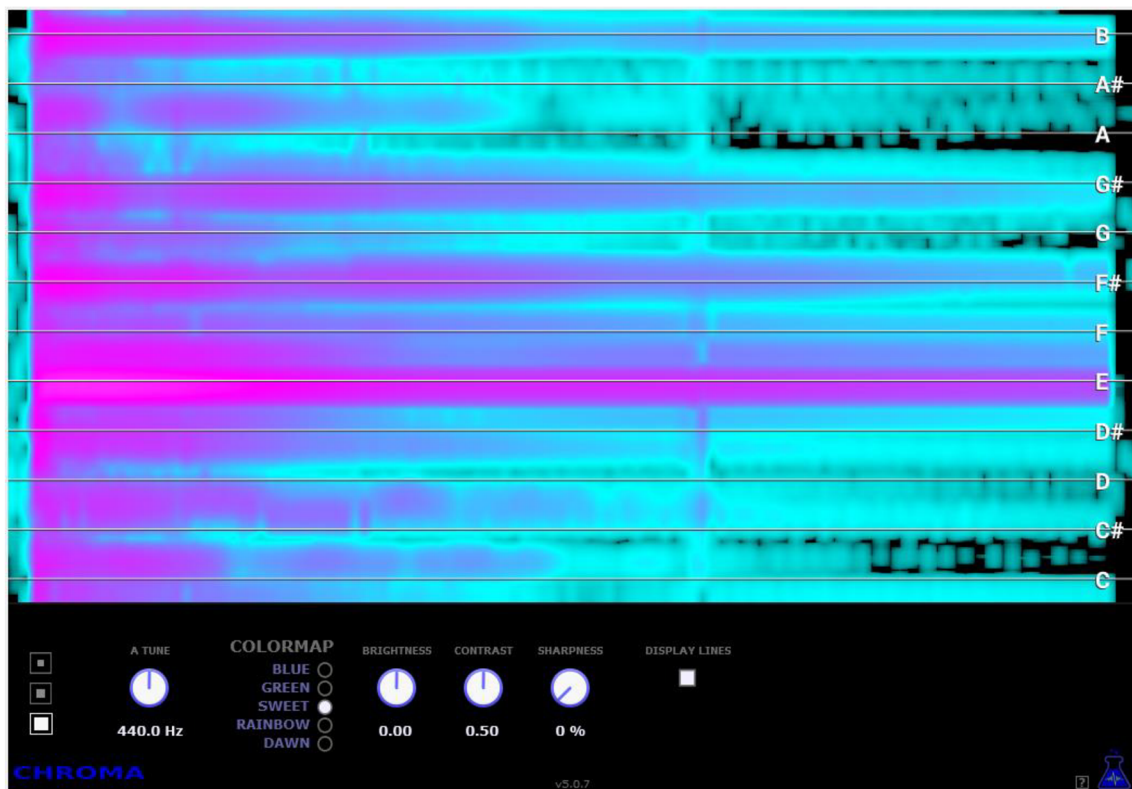 B
A#
A
G#
G
F#
F
E
D#
D
C#
C
A TUNE
440.0 Hz
COLORMAP
BLUE
GREEN
SWEET
RAINBOW
DAWN
BRIGHTNESS
0.00
CONTRAST
0.50
SHARPNESS
0 %
DISPLAY LINES
CHROMA
v5.0.7
?